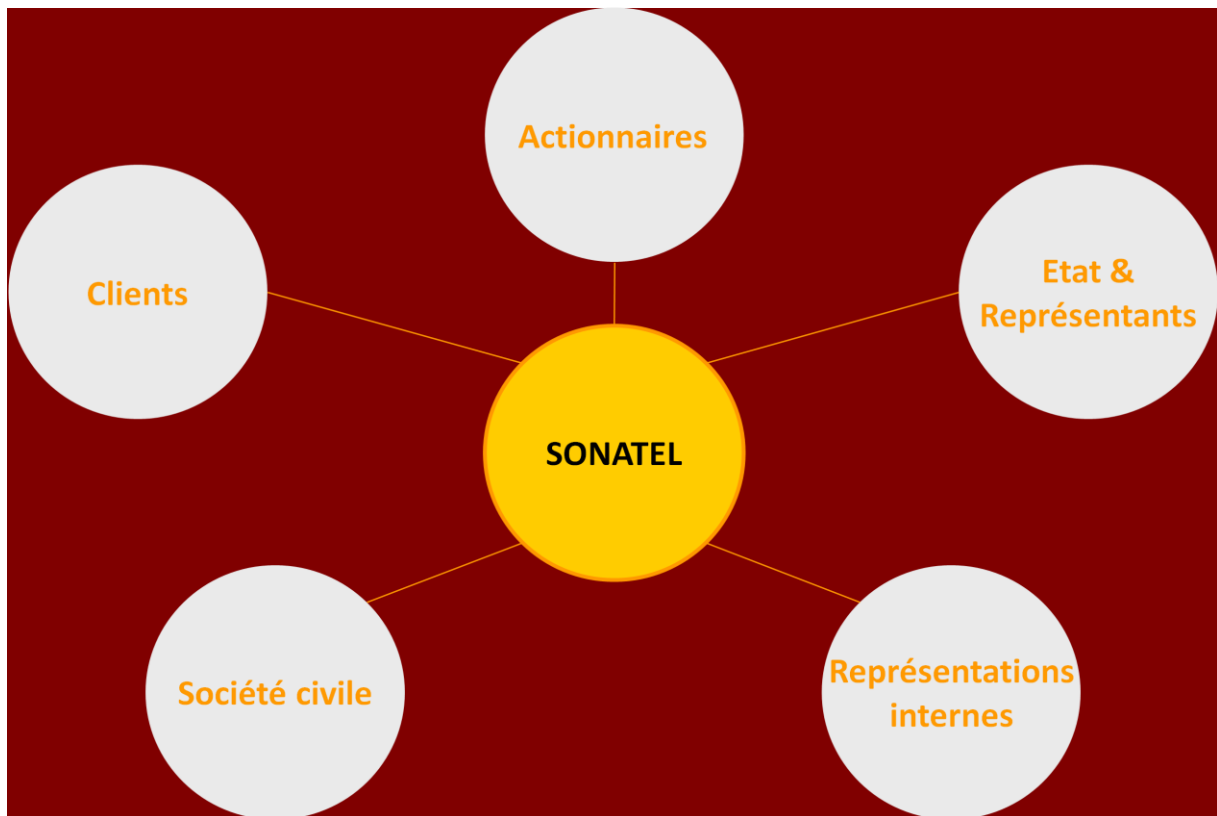 Actionnaires
Clients
Etat &
Représentants
SONATEL
Société civile
Représentations
internes